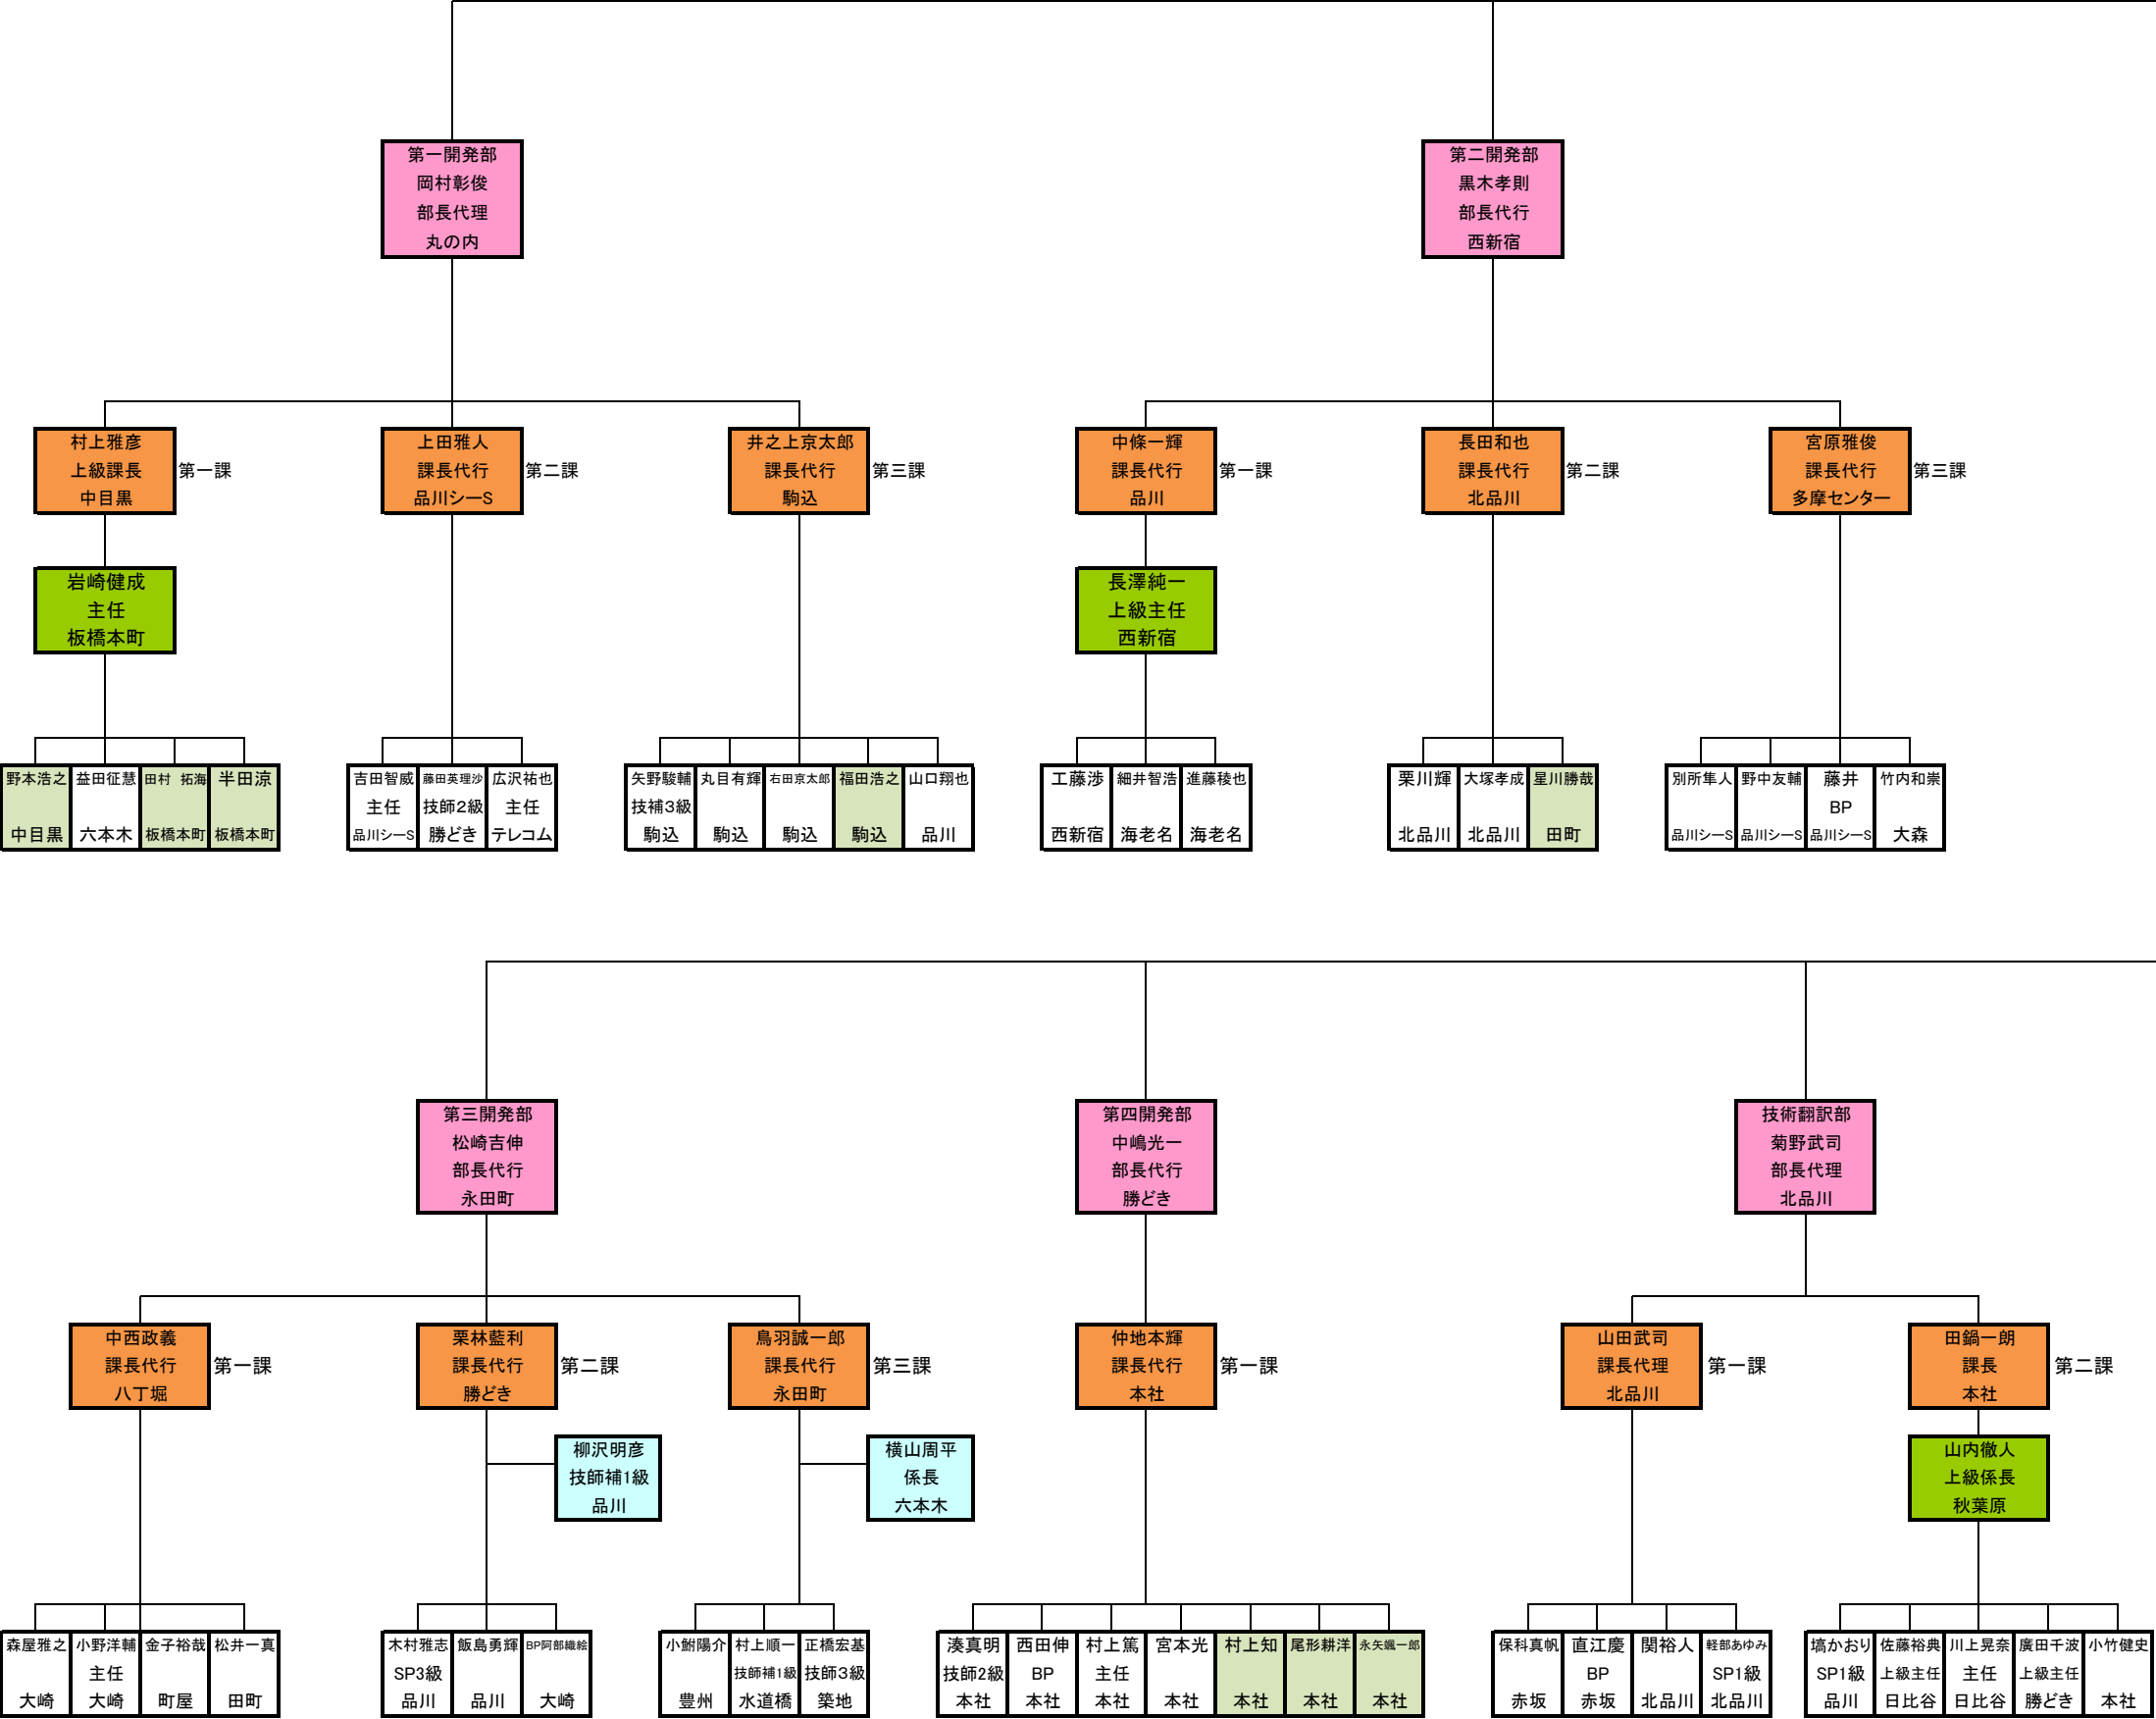 第一開発部
岡村彰俊
部長代理
丸の内
第二開発部
黒木孝則
部長代行
西新宿
村上雅彦
上級課長
中目黒
第一課
上田雅人
課長代行
品川シーS
第二課
井之上京太郎
課長代行
駒込
第三課
中條一輝
課長代行
品川
第一課
長田和也
課長代行
北品川
第二課
宮原雅俊
課長代行
多摩センター
第三課
岩崎健成
主任
板橋本町
長澤純一
上級主任
西新宿
野本浩之
中目黒
益田征慧
六本木
田村 拓海
板橋本町
半田涼
板橋本町
吉田智威
主任
品川シーS
藤田英理沙
技師2級
勝どき
広沢祐也
主任
テレコム
矢野駿輔
技補3級
駒込
丸目有輝
駒込
右田京太郎
駒込
福田浩之
駒込
山口翔也
品川
工藤渉
西新宿
細井智浩
海老名
進藤稜也
海老名
栗川輝
北品川
大塚孝成
北品川
星川勝哉
田町
別所隼人
品川シーS
野中友輔
品川シーS
藤井
BP
品川シーS
竹内和崇
大森
第三開発部
松崎吉伸
部長代行
永田町
第四開発部
中嶋光一
部長代行
勝どき
技術翻訳部
菊野武司
部長代理
北品川
中西政義
課長代行
八丁堀
第一課
栗林藍利
課長代行
勝どき
第二課
鳥羽誠一郎
課長代行
永田町
第三課
仲地本輝
課長代行
本社
第一課
山田武司
課長代理
北品川
第一課
田鍋一朗
課長
本社
第二課
柳沢明彦
技師補1級
品川
横山周平
係長
六本木
山内徹人
上級係長
秋葉原
森屋雅之
大崎
小野洋輔
主任
大崎
金子裕哉
町屋
松井一真
田町
木村雅志
SP3級
品川
飯島勇輝
品川
BP阿部織絵
大崎
小鮒陽介
豊州
村上順一
技師補1級
水道橋
正橋宏基
技師3級
築地
湊真明
技師2級
本社
西田伸
BP
本社
村上篤
主任
本社
宮本光
本社
村上知
本社
尾形耕洋
本社
永矢颯一郎
本社
保科真帆
赤坂
直江慶
BP
赤坂
関裕人
北品川
軽部あゆみ
SP1級
北品川
塙かおり
SP1級
品川
佐藤裕典
上級主任
日比谷
川上晃奈
主任
日比谷
廣田千波
上級主任
勝どき
小竹健史
本社